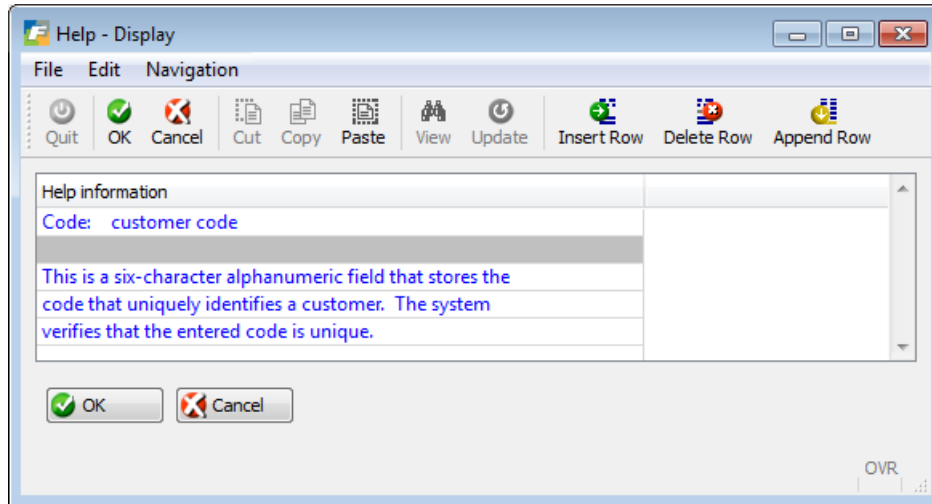 Help - Display
File Edit Navigation
Quit OK Cancel Cut Copy Paste View Update Insert Row Delete Row Append Row
Help information
Code: customer code
This is a six-character alphanumeric field that stores the
code that uniquely identifies a customer. The system
verifies that the entered code is unique.
OK Cancel
OVR